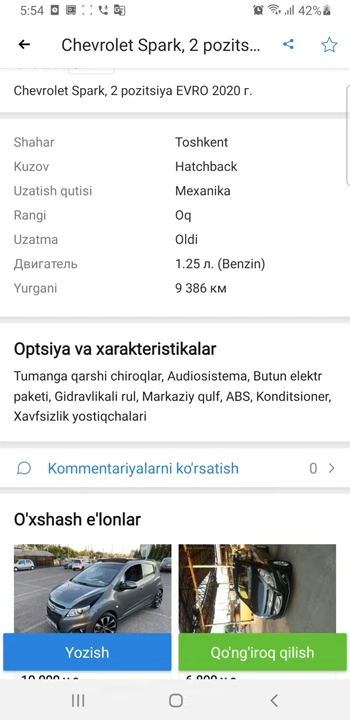 5:54
42%
Chevrolet Spark, 2 pozits...
Chevrolet Spark, 2 pozitsiya EVRO 2020 г.
Shahar Toshkent
Kuzov Hatchback
Uzatish qutisi Mexanika
Rangi Oq
Uzatma Oldi
Двигатель 1.25 л. (Benzin)
Yurgani 9 386 км
Optsiya va xarakteristikalar
Tumanga qarshi chiroqlar, Audiosistema, Butun elektr
paketi, Gidravlikali rul, Markaziy qulf, ABS, Konditsioner,
Xavfsizlik yostiqchalari
Kommentariyalarni ko'rsatish 0
O'xshash e'lonlar
Yozish Qo'ng'iroq qilish